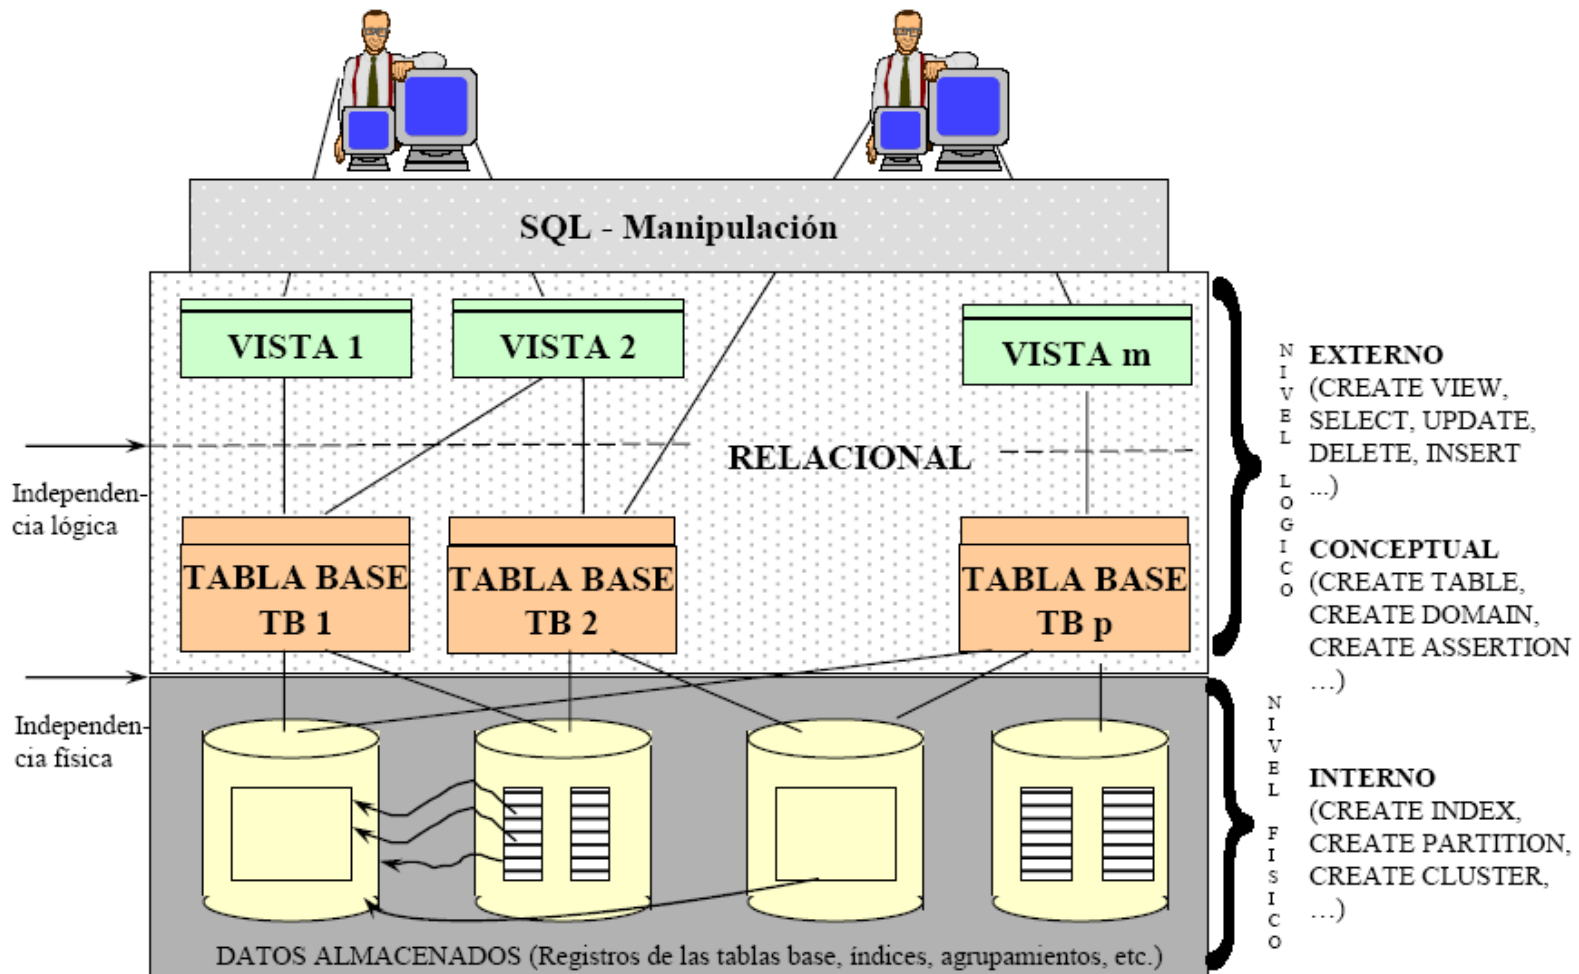 SQL - Manipulación
VISTA 1
VISTA 2
VISTA m
RELACIONAL
Independen-
cia lógica
TABLA BASE
TB 1
TABLA BASE
TB 2
TABLA BASE
TB p
NIVEL LOGICO
EXTERNO
(CREATE VIEW,
SELECT, UPDATE,
DELETE, INSERT
...)
CONCEPTUAL
(CREATE TABLE,
CREATE DOMAIN,
CREATE ASSERTION
...)
Independen-
cia física
NIVEL FISICO
INTERNO
(CREATE INDEX,
CREATE PARTITION,
CREATE CLUSTER,
...)
DATOS ALMACENADOS (Registros de las tablas base, índices, agrupamientos, etc.)